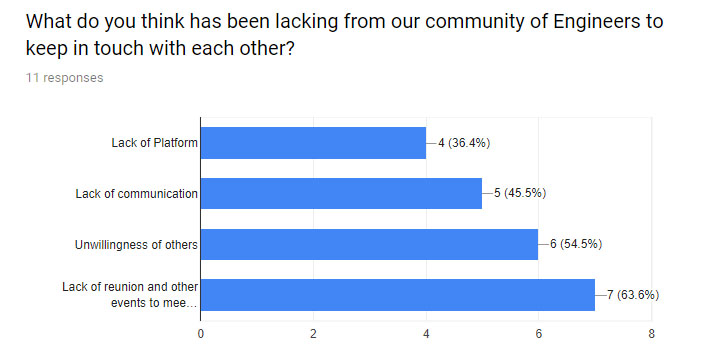 What do you think has been lacking from our community of Engineers to
keep in touch with each other?
11 responses
Lack of Platform
4 (36.4%)
Lack of communication
5 (45.5%)
Unwillingness of others
6 (54.5%)
Lack of reunion and other
events to mee...
7 (63.6%)
0 2 4 6 8